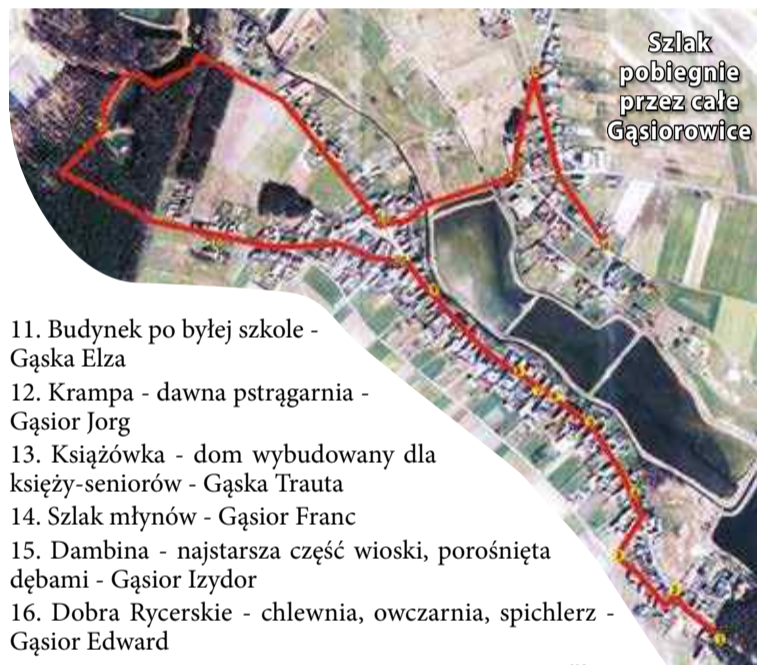 Szlak
pobiegnie
przez całe
Gąsiorowice
11. Budynek po byłej szkole -
Gąska Elza
12. Krampa - dawna pstrągarnia -
Gąsior Jorg
13. Książówka - dom wybudowany dla
księży-seniorów - Gąska Trauta
14. Szlak młynów - Gąsior Franc
15. Dambina - najstarsza część wioski, porośnięta
dębami - Gąsior Izydor
16. Dobra Rycerskie - chlewnia, owczarnia, spichlerz -
Gąsior Edward